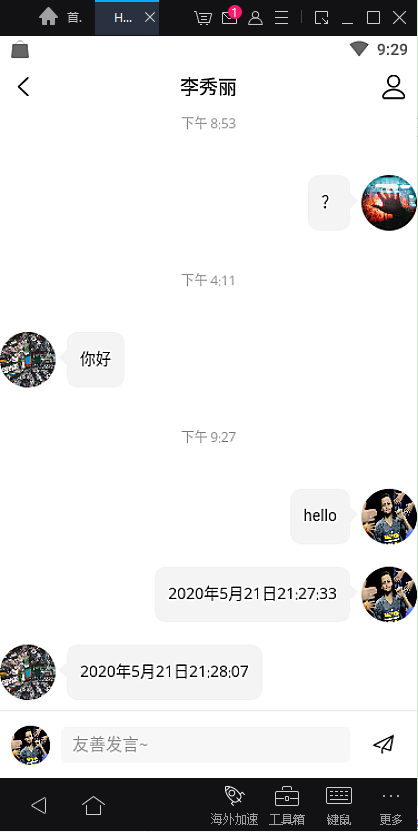 首.
H...
1
9:29
李秀丽
下午 8:53
?
下午 4:11
你好
下午 9:27
hello
2020年5月21日21:27:33
2020年5月21日21:28:07
友善发言~
海外加速
工具箱
键鼠
更多